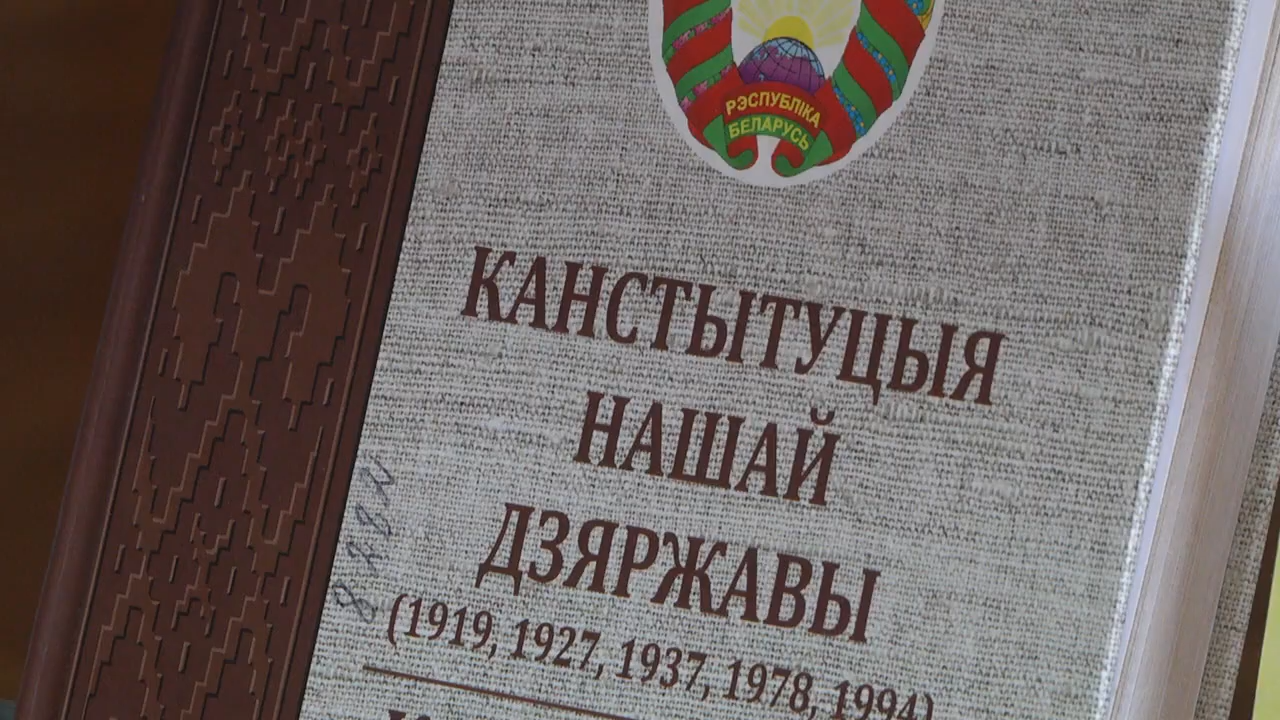 РЭСПУБЛІКА
БЕЛАРУСЬ
КАНСТЫТУЦЫЯ
НАШАЙ
ДЗЯРЖАВЫ
(1919, 1927, 1937, 1978, 1994)